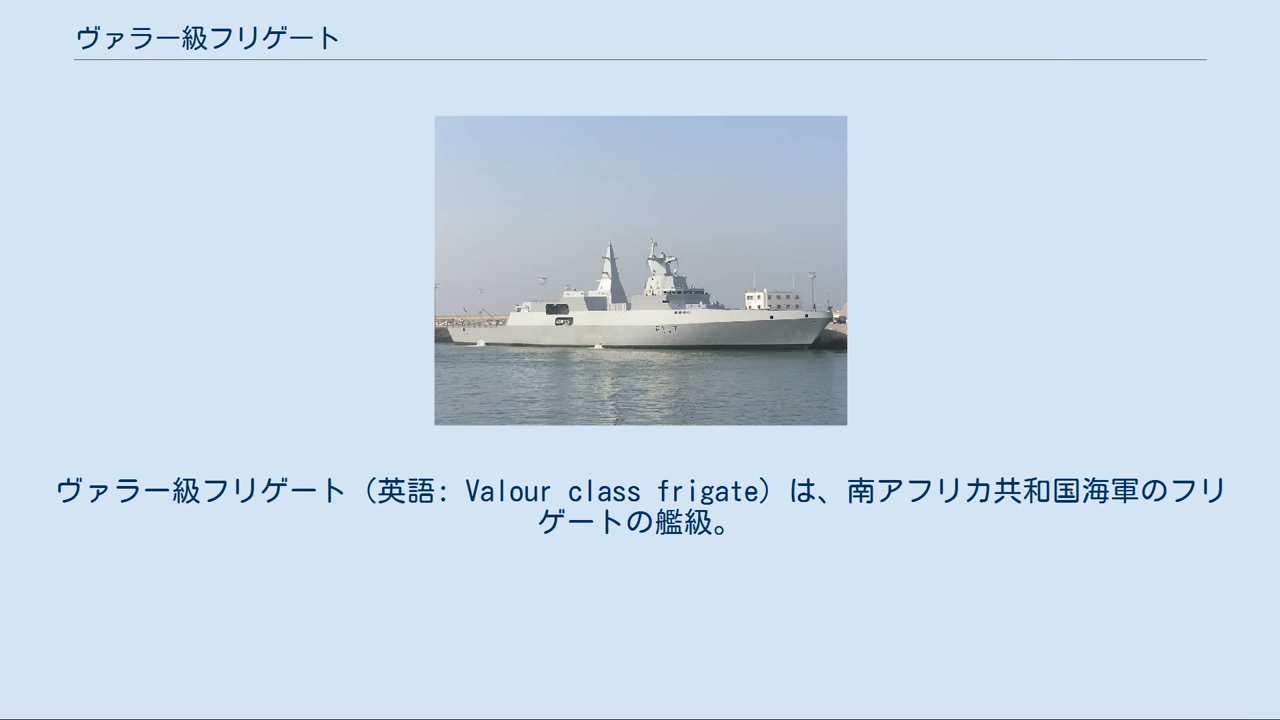 ヴァラー級フリゲート
ヴァラー級フリゲート（英語: Valour class frigate）は、南アフリカ共和国海軍のフリ
ゲートの艦級。